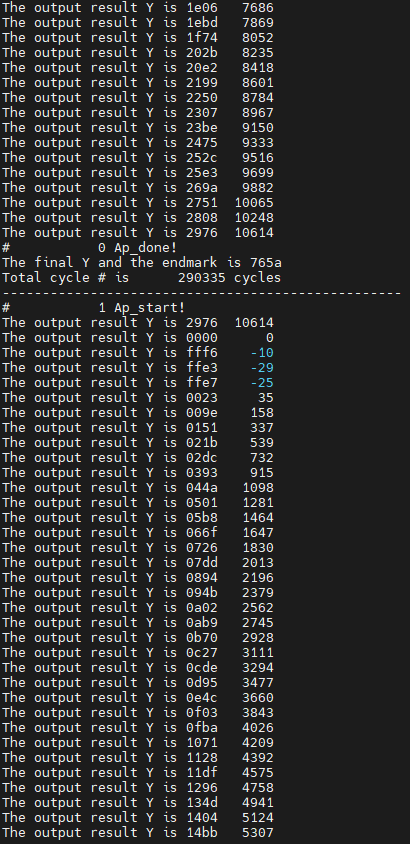 The output result Y is 1e06   7686
The output result Y is 1ebd   7869
The output result Y is 1f74   8052
The output result Y is 202b   8235
The output result Y is 20e2   8418
The output result Y is 2199   8601
The output result Y is 2250   8784
The output result Y is 2307   8967
The output result Y is 23be   9150
The output result Y is 2475   9333
The output result Y is 252c   9516
The output result Y is 25e3   9699
The output result Y is 269a   9882
The output result Y is 2751  10065
The output result Y is 2808  10248
The output result Y is 2976  10614
#           0 Ap_done!
The final Y and the endmark is 765a
Total cycle # is      290335 cycles
--------------------------------------------------
#           1 Ap_start!
The output result Y is 2976  10614
The output result Y is 0000      0
The output result Y is fff6    -10
The output result Y is ffe3    -29
The output result Y is ffe7    -25
The output result Y is 0023     35
The output result Y is 009e    158
The output result Y is 0151    337
The output result Y is 021b    539
The output result Y is 02dc    732
The output result Y is 0393    915
The output result Y is 044a   1098
The output result Y is 0501   1281
The output result Y is 05b8   1464
The output result Y is 066f   1647
The output result Y is 0726   1830
The output result Y is 07dd   2013
The output result Y is 0894   2196
The output result Y is 094b   2379
The output result Y is 0a02   2562
The output result Y is 0ab9   2745
The output result Y is 0b70   2928
The output result Y is 0c27   3111
The output result Y is 0cde   3294
The output result Y is 0d95   3477
The output result Y is 0e4c   3660
The output result Y is 0f03   3843
The output result Y is 0fba   4026
The output result Y is 1071   4209
The output result Y is 1128   4392
The output result Y is 11df   4575
The output result Y is 1296   4758
The output result Y is 134d   4941
The output result Y is 1404   5124
The output result Y is 14bb   5307